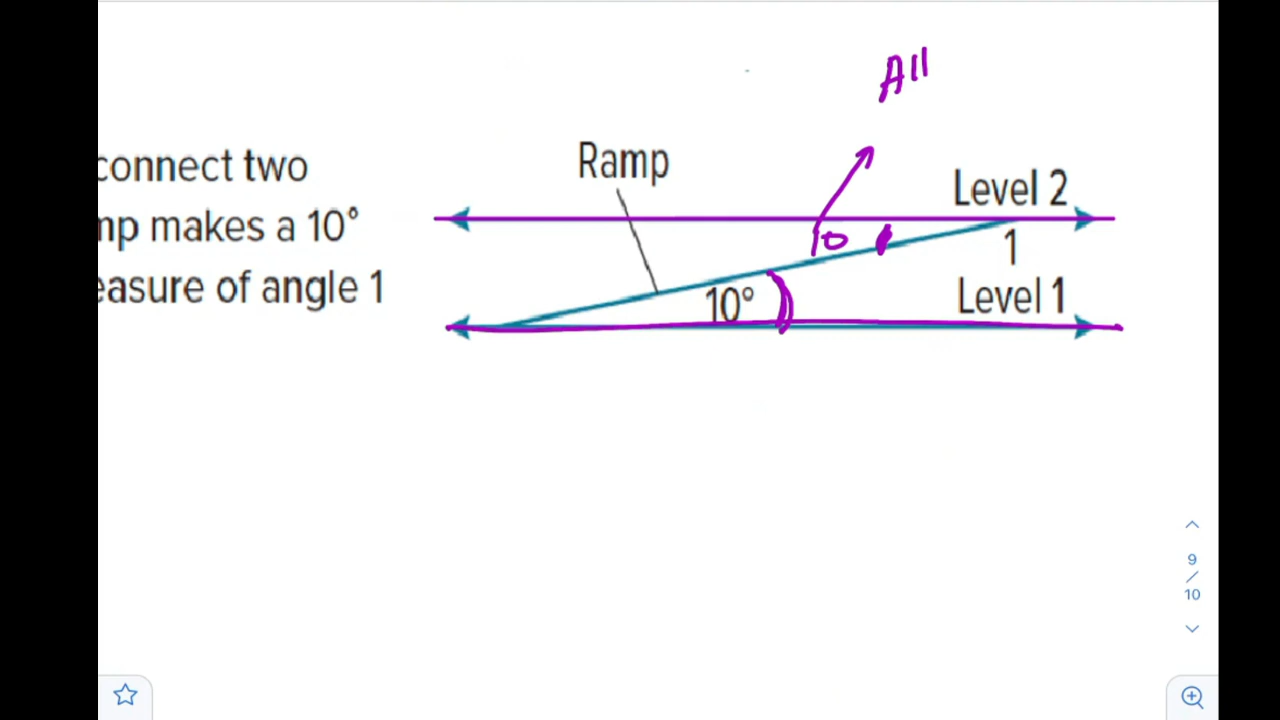 All
connect two
Ramp
Level 2
mp makes a 10°
10
1
easure of angle 1
10°
Level 1
9
/
10